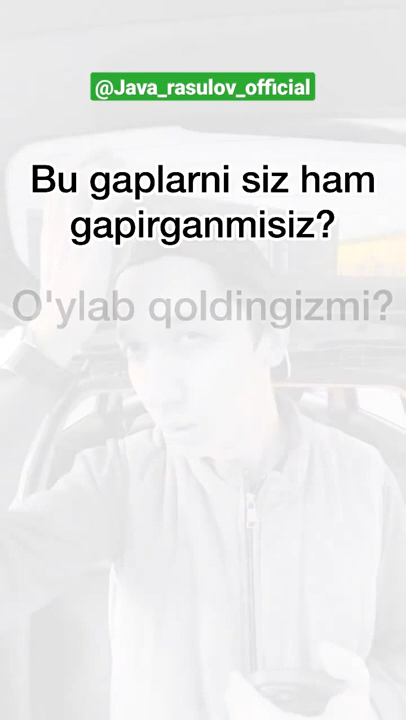 @Java_rasulov_official
Bu gaplarni siz ham
gapirganmisiz?
O'ylab qoldingizmi?